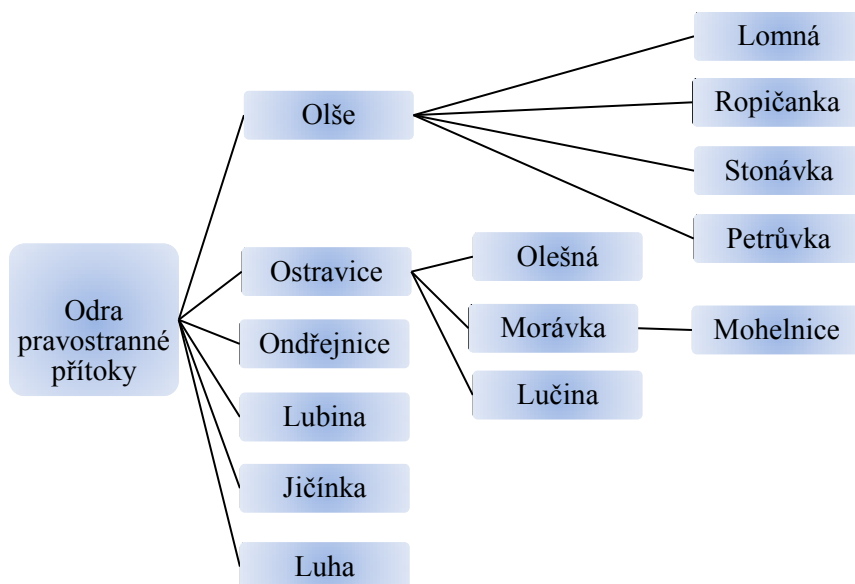 Odra
pravostranné
přítoky
Olše
Lomná
Ropičanka
Stonávka
Petrůvka
Ostravice
Olešná
Morávka
Mohelnice
Lučina
Ondřejnice
Lubina
Jičínka
Luha